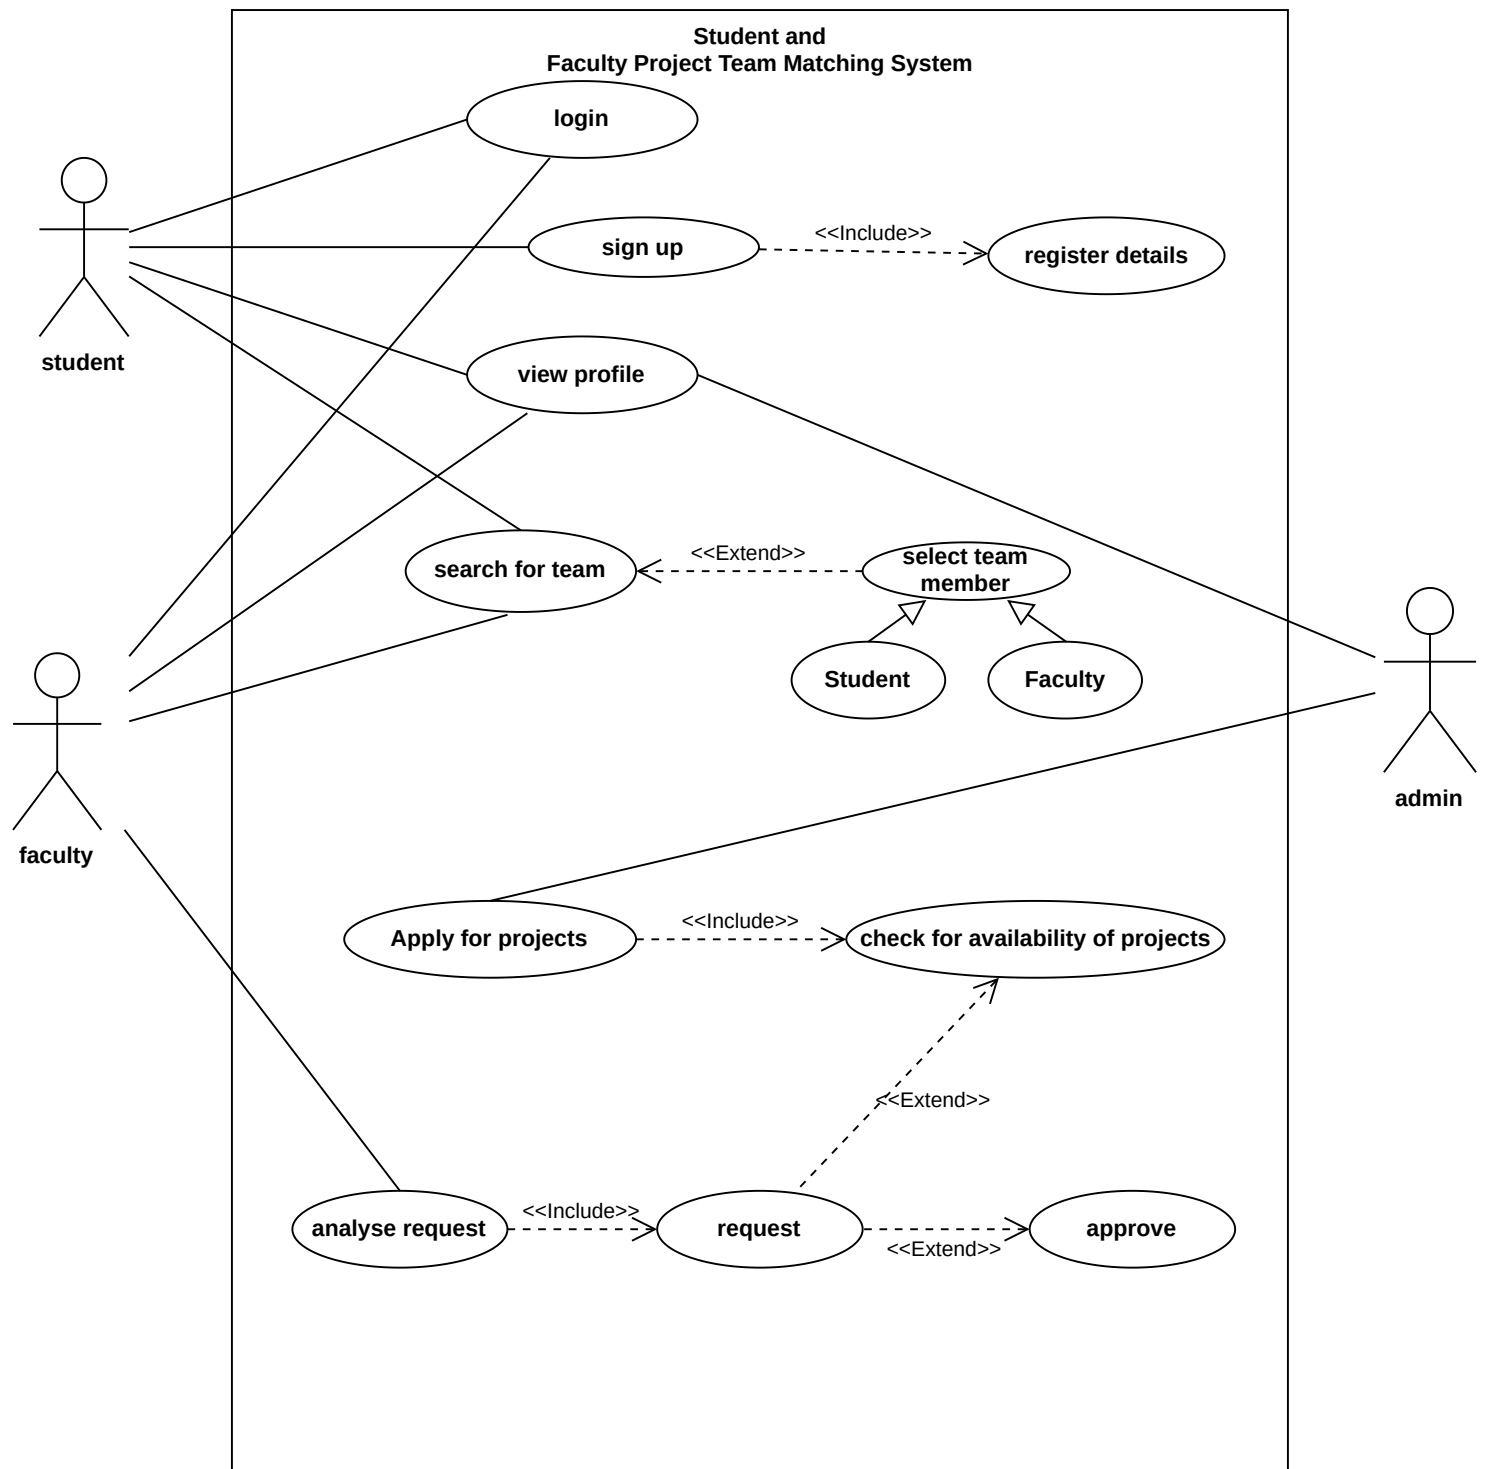 Student and
Faculty Project Team Matching System
login
sign up
<<Include>>
register details
student
view profile
search for team
<<Extend>>
select team
member
Student
Faculty
admin
faculty
Apply for projects
<<Include>>
check for availability of projects
<<Extend>>
analyse request
<<Include>>
request
<<Extend>>
approve